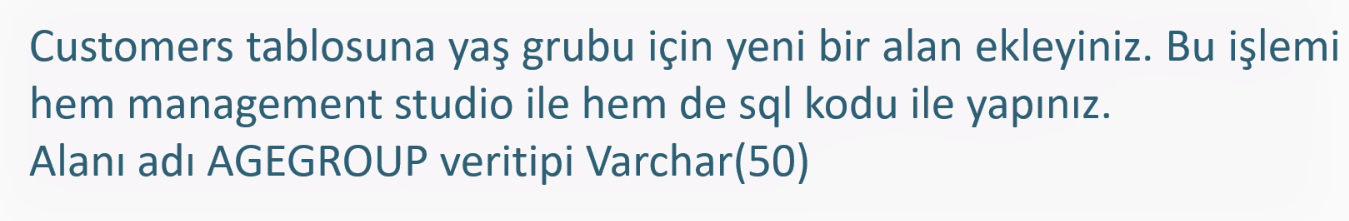 Customers tablosuna yaş grubu için yeni bir alan ekleyiniz. Bu işlemi
hem management studio ile hem de sql kodu ile yapınız.
Alanı adı AGEGROUP veritipi Varchar(50)